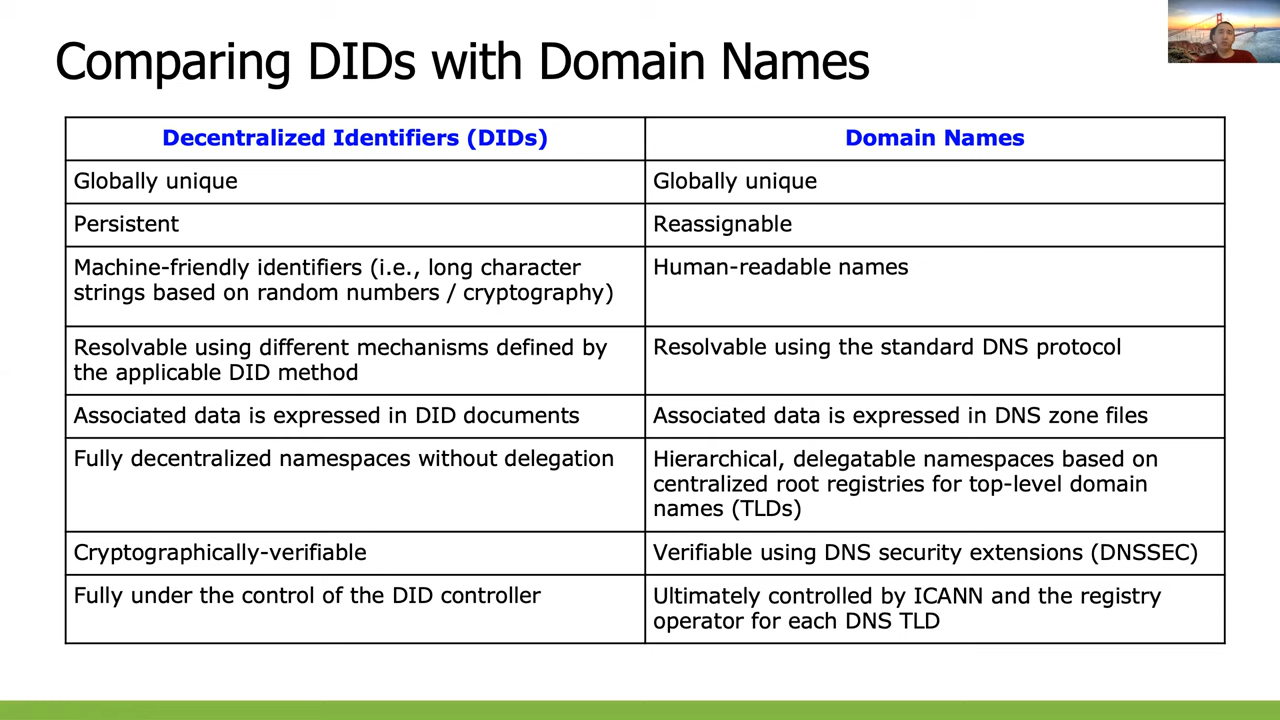 Comparing DIDs with Domain Names
Decentralized Identifiers (DIDs)
Domain Names
Globally unique
Globally unique
Persistent
Reassignable
Machine-friendly identifiers (i.e., long character
strings based on random numbers / cryptography)
Human-readable names
Resolvable using different mechanisms defined by
the applicable DID method
Resolvable using the standard DNS protocol
Associated data is expressed in DID documents
Associated data is expressed in DNS zone files
Fully decentralized namespaces without delegation
Hierarchical, delegatable namespaces based on
centralized root registries for top-level domain
names (TLDs)
Cryptographically-verifiable
Verifiable using DNS security extensions (DNSSEC)
Fully under the control of the DID controller
Ultimately controlled by ICANN and the registry
operator for each DNS TLD